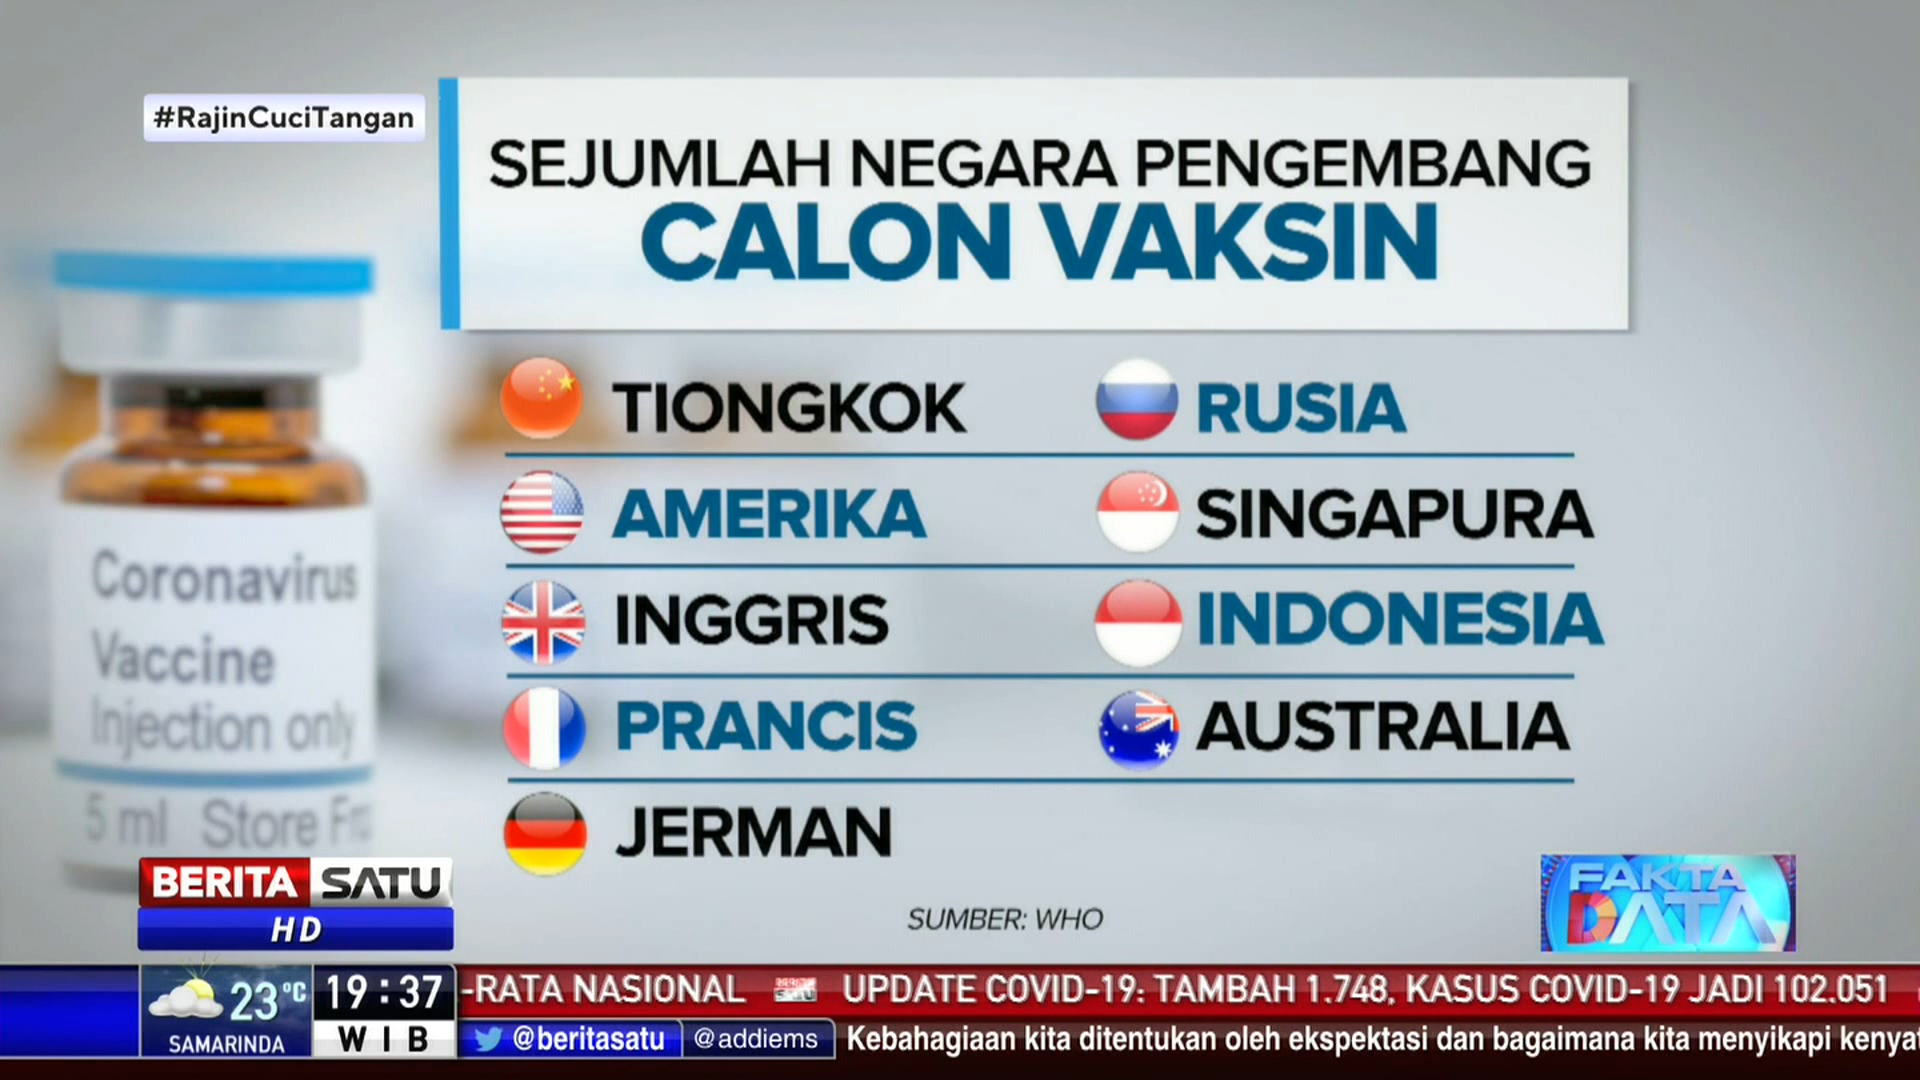 #RajinCuciTangan
SEJUMLAH NEGARA PENGEMBANG
CALON VAKSIN
TIONGKOK
RUSIA
AMERIKA
SINGAPURA
INGGRIS
INDONESIA
PRANCIS
AUSTRALIA
JERMAN
SUMBER: WHO
Coronavirus
Vaccine
Injection only
5 ml Store
BERITA SATU
HD
FAKTA
DATA
23°C
SAMARINDA
19:37
WIB
-RATA NASIONAL BERITA SATU UPDATE COVID-19: TAMBAH 1.748, KASUS COVID-19 JADI 102.051
@beritasatu @addiems Kebahagiaan kita ditentukan oleh ekspektasi dan bagaimana kita menyikapi